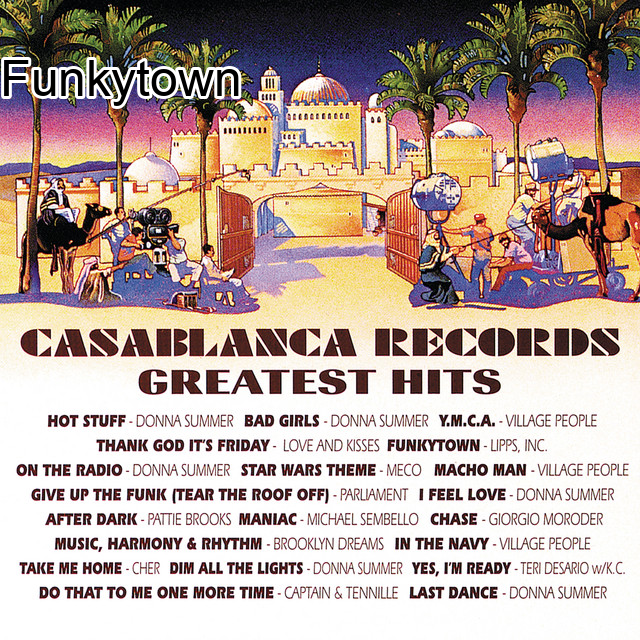 Funkytown
CASABLANCA RECORDS
GREATEST HITS
HOT STUFF - DONNA SUMMER BAD GIRLS - DONNA SUMMER Y.M.C.A. - VILLAGE PEOPLE
THANK GOD IT'S FRIDAY - LOVE AND KISSES FUNKYTOWN - LIPPS, INC.
ON THE RADIO - DONNA SUMMER STAR WARS THEME - MECO MACHO MAN - VILLAGE PEOPLE
GIVE UP THE FUNK (TEAR THE ROOF OFF) - PARLIAMENT I FEEL LOVE - DONNA SUMMER
AFTER DARK - PATTIE BROOKS MANIAC - MICHAEL SEMBELLO CHASE - GIORGIO MORODER
MUSIC, HARMONY & RHYTHM - BROOKLYN DREAMS IN THE NAVY - VILLAGE PEOPLE
TAKE ME HOME - CHER DIM ALL THE LIGHTS - DONNA SUMMER YES, I'M READY - TERI DESARIO w/K.C.
DO THAT TO ME ONE MORE TIME - CAPTAIN & TENNILLE LAST DANCE - DONNA SUMMER